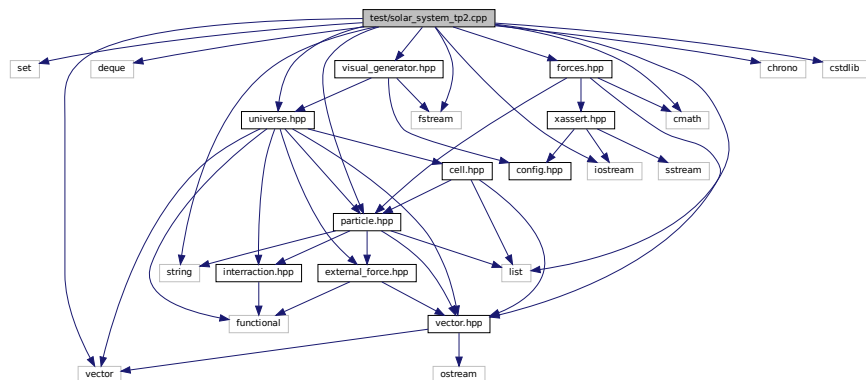 test/solar_system_tp2.cpp
set
deque
visual_generator.hpp
forces.hpp
chrono
cstdlib
universe.hpp
fstream
xassert.hpp
cmath
cell.hpp
config.hpp
iostream
sstream
particle.hpp
string
interraction.hpp
external_force.hpp
list
functional
vector.hpp
vector
ostream